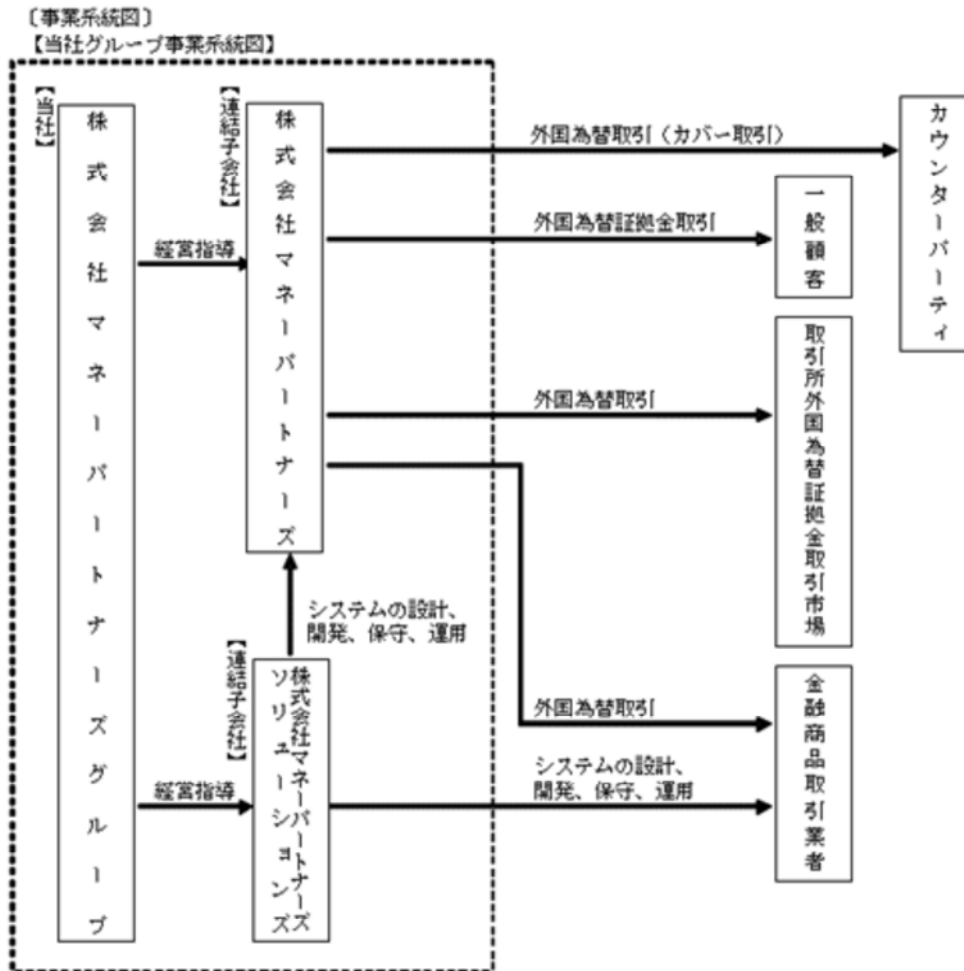 〔事業系統図〕
【当社グループ事業系統図】
【当社】
株式会社マネーパートナーズグループ
経営指導
経営指導
【連結子会社】
株式会社マネーパートナーズ
システムの設計、
開発、保守、運用
【連結子会社】
株式会社マネーパートナーズ
ソリューションズ
外国為替取引(カバー取引)
カウンターパーティ
外国為替証拠金取引
一般顧客
外国為替取引
取引所外国為替証拠金取引市場
外国為替取引
システムの設計、
開発、保守、運用
金融商品取引業者